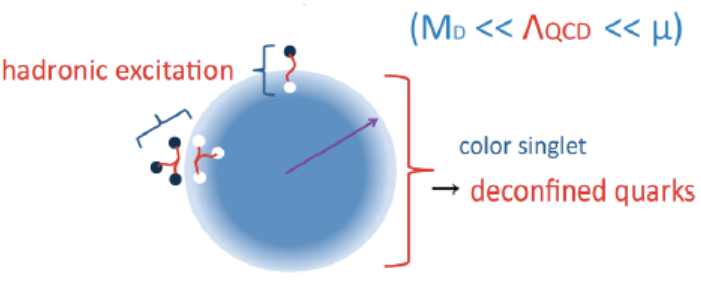 (MD << ΛQCD << μ)
hadronic excitation
color singlet
→ deconfined quarks